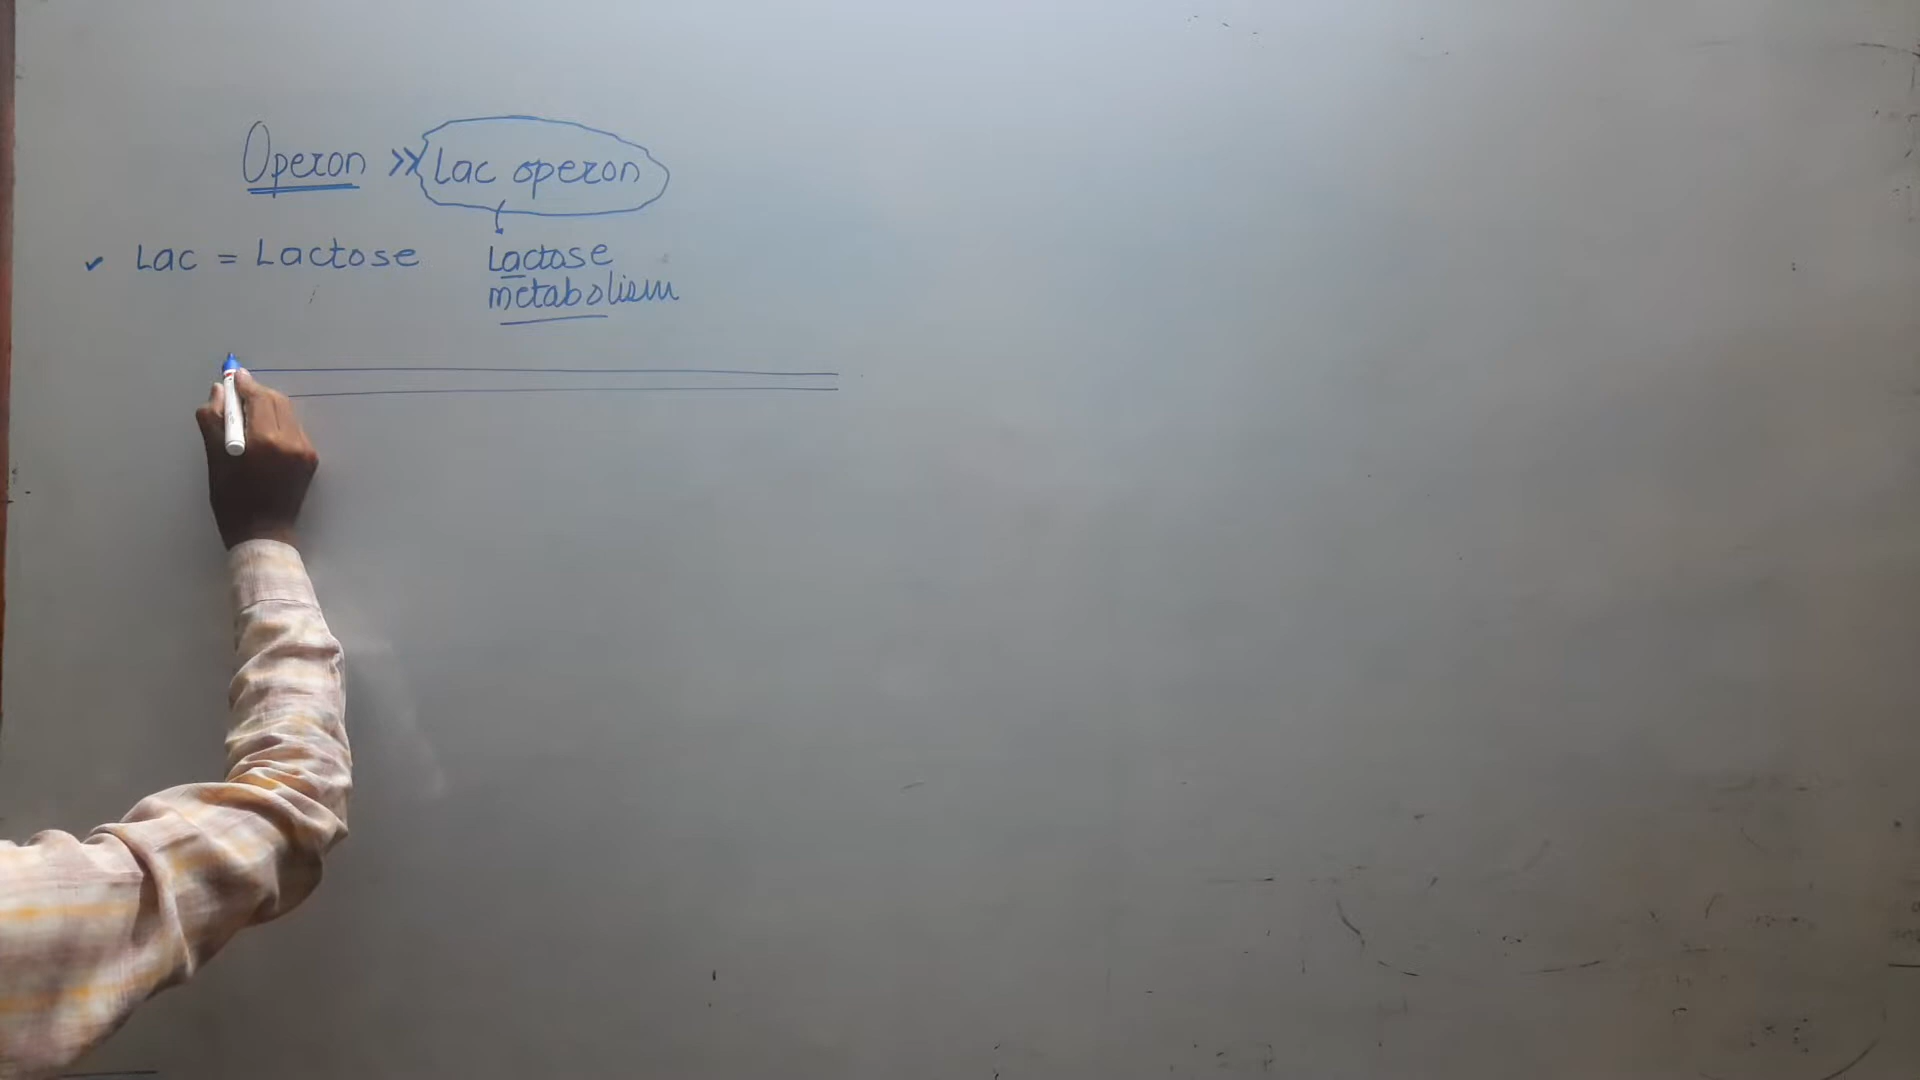 Operon >> Lac operon
✓ Lac = Lactose
Lactose
metabolism